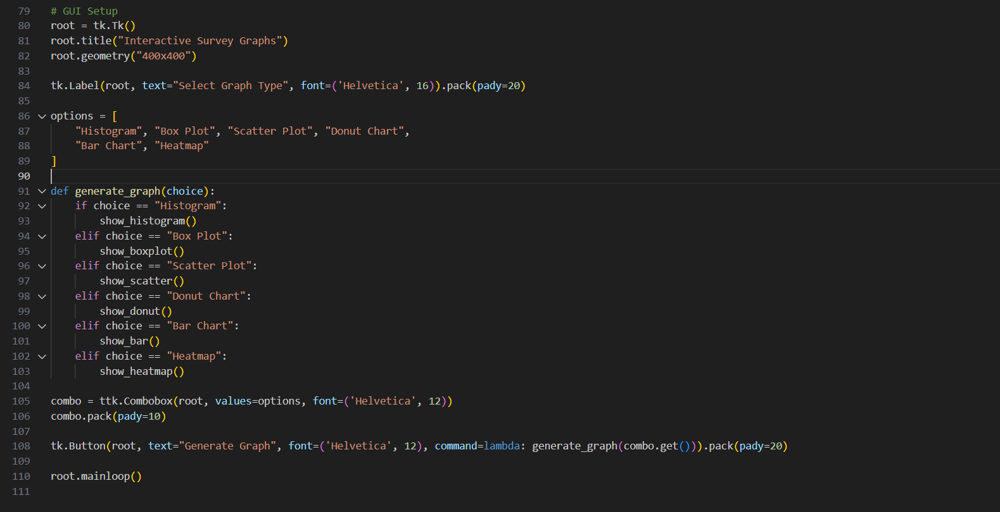 79 # GUI Setup
80 root = tk.Tk()
81 root.title("Interactive Survey Graphs")
82 root.geometry("400x400")
83
84 tk.Label(root, text="Select Graph Type", font=('Helvetica', 16)).pack(pady=20)
85
86 options = [
87     "Histogram", "Box Plot", "Scatter Plot", "Donut Chart",
88     "Bar Chart", "Heatmap"
89 ]
90
91 def generate_graph(choice):
92     if choice == "Histogram":
93         show_histogram()
94     elif choice == "Box Plot":
95         show_boxplot()
96     elif choice == "Scatter Plot":
97         show_scatter()
98     elif choice == "Donut Chart":
99         show_donut()
100     elif choice == "Bar Chart":
101         show_bar()
102     elif choice == "Heatmap":
103         show_heatmap()
104
105 combo = ttk.Combobox(root, values=options, font=('Helvetica', 12))
106 combo.pack(pady=10)
107
108 tk.Button(root, text="Generate Graph", font=('Helvetica', 12), command=lambda: generate_graph(combo.get())).pack(pady=20)
109
110 root.mainloop()
111